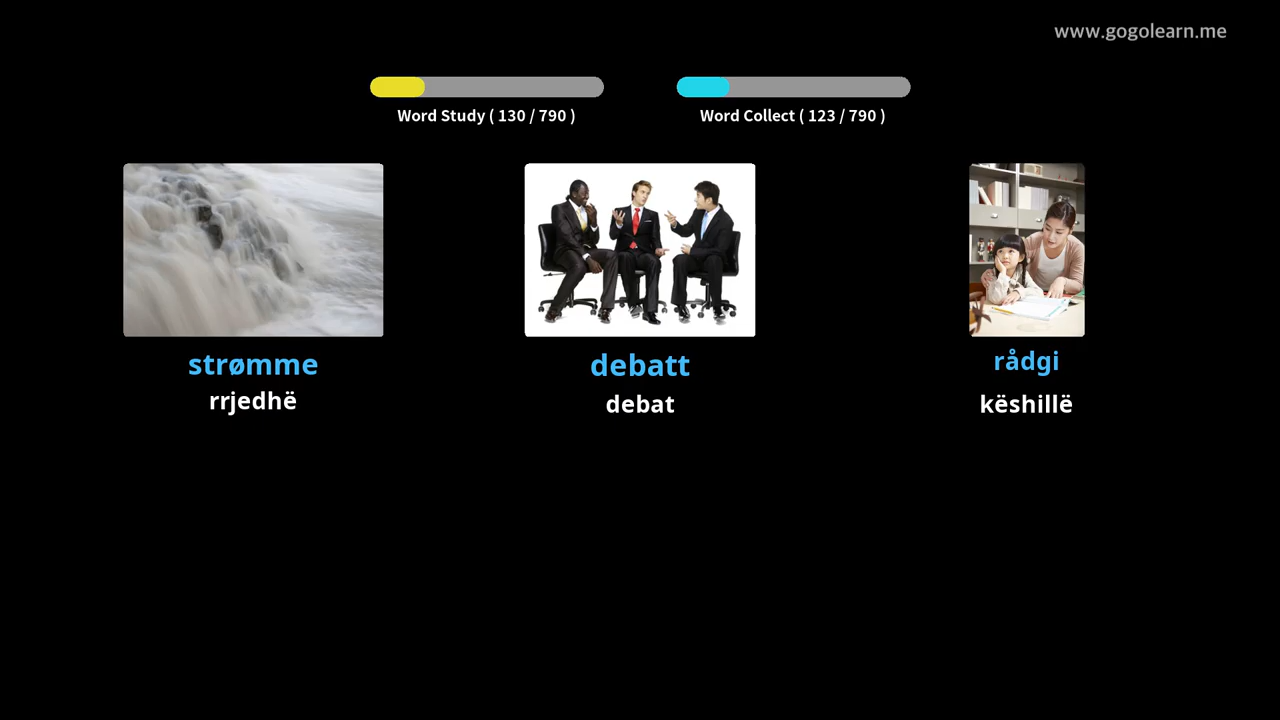 www.gogolearn.me
Word Study ( 130 / 790 )
Word Collect ( 123 / 790 )
strømme
rrjedhë
debatt
debat
rådgi
këshillë